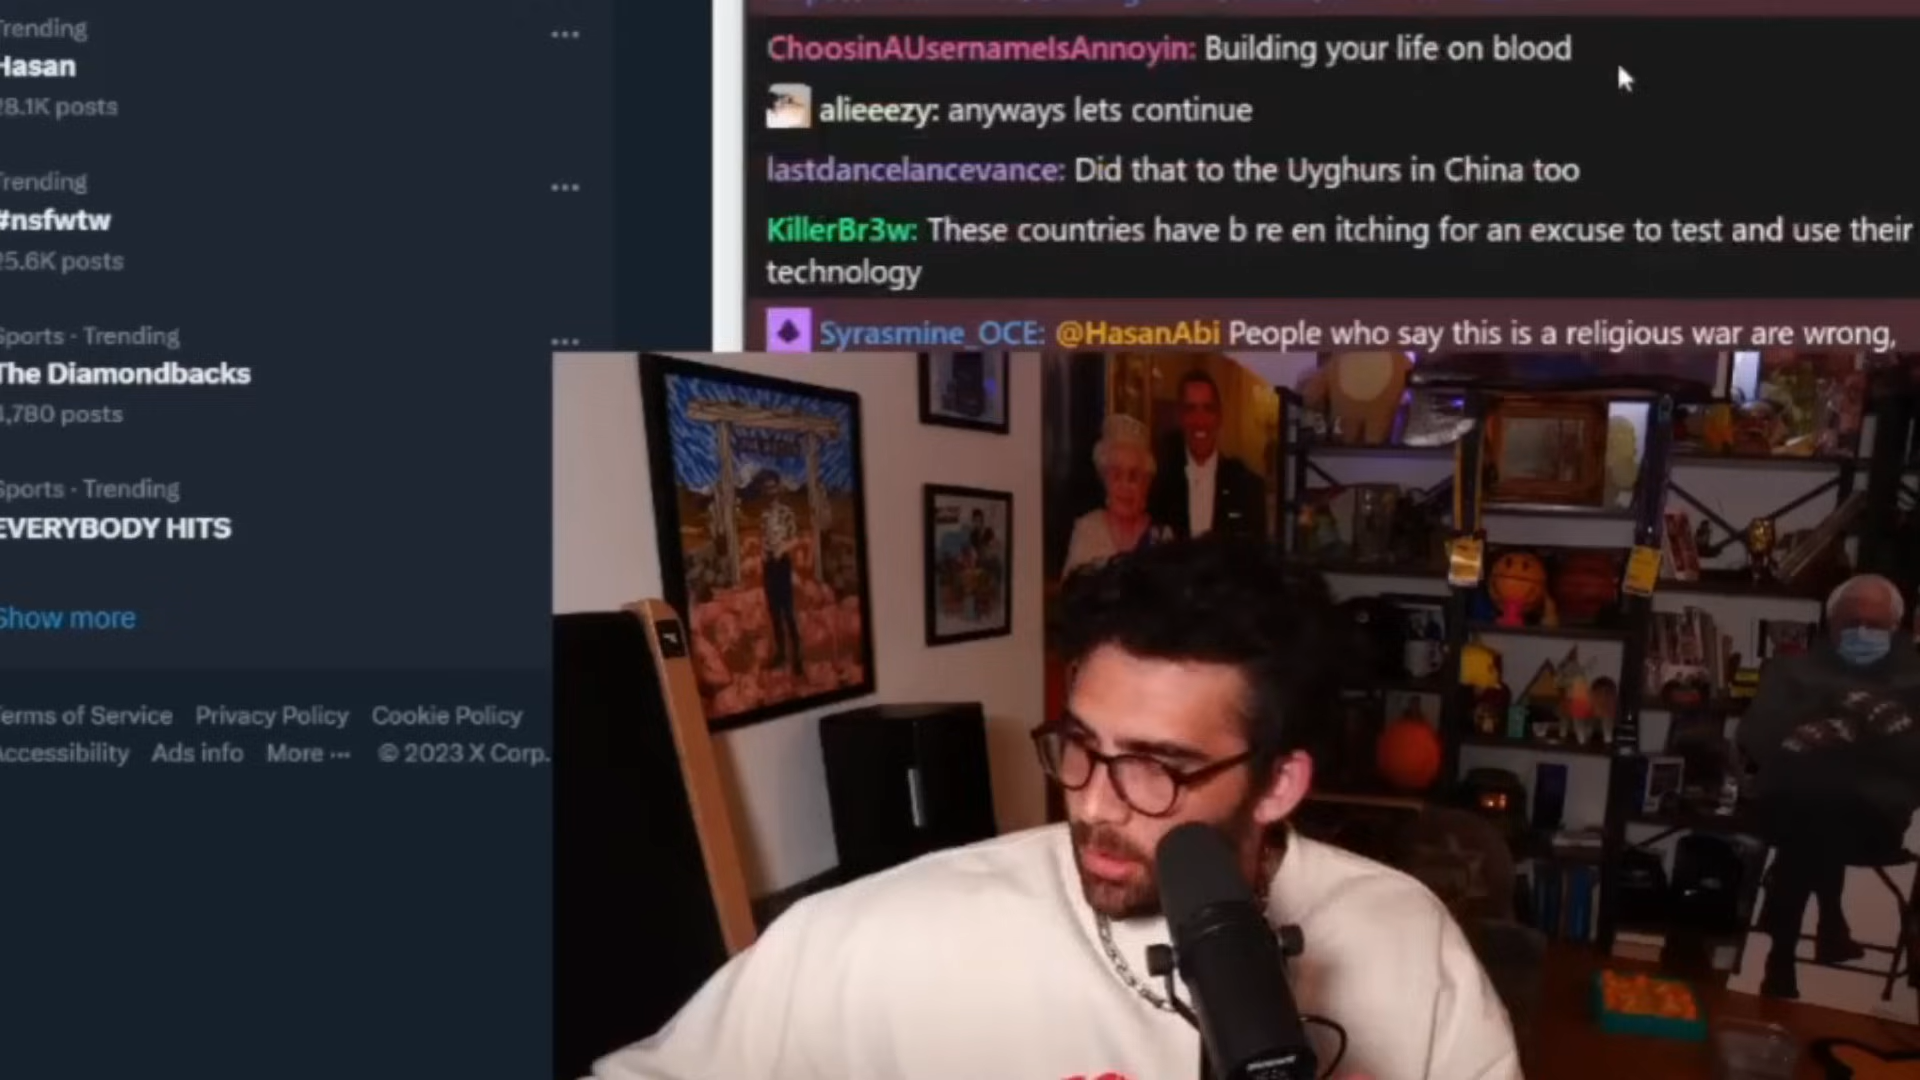 Trending
Hasan
28.1K posts
Trending
#nsfwtw
25.6K posts
Sports · Trending
The Diamondbacks
4,780 posts
Sports · Trending
EVERYBODY HITS
Show more
Terms of Service Privacy Policy Cookie Policy
Accessibility Ads info More ··· © 2023 X Corp.
ChoosinAUsernameIsAnnoyin: Building your life on blood
alieeezy: anyways lets continue
lastdancelancevance: Did that to the Uyghurs in China too
KillerBr3w: These countries have b re en itching for an excuse to test and use their
technology
Syrasmine_OCE: @HasanAbi People who say this is a religious war are wrong,